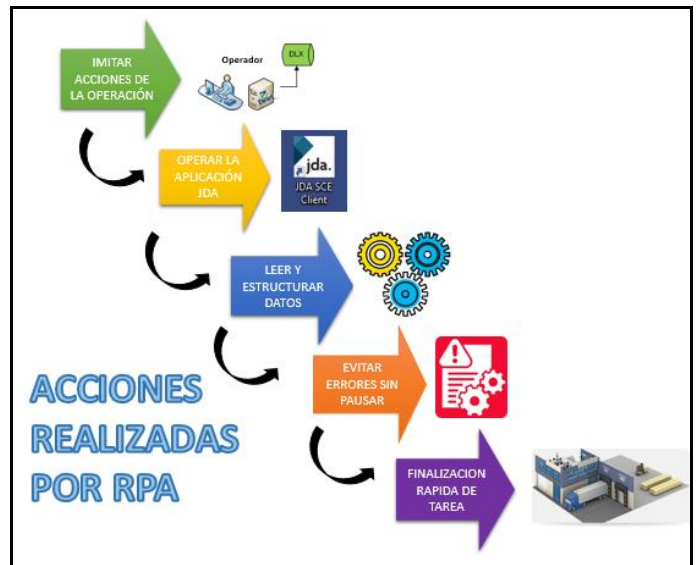 IMITAR
ACCIONES DE
LA OPERACIÓN
Operador
DLX
OPERAR LA
APLICACIÓN
JDA
jda.
JDA SCE
Client
LEER Y
ESTRUCTURAR
DATOS
EVITAR
ERRORES SIN
PAUSAR
ACCIONES
REALIZADAS
POR RPA
FINALIZACION
RAPIDA DE
TAREA